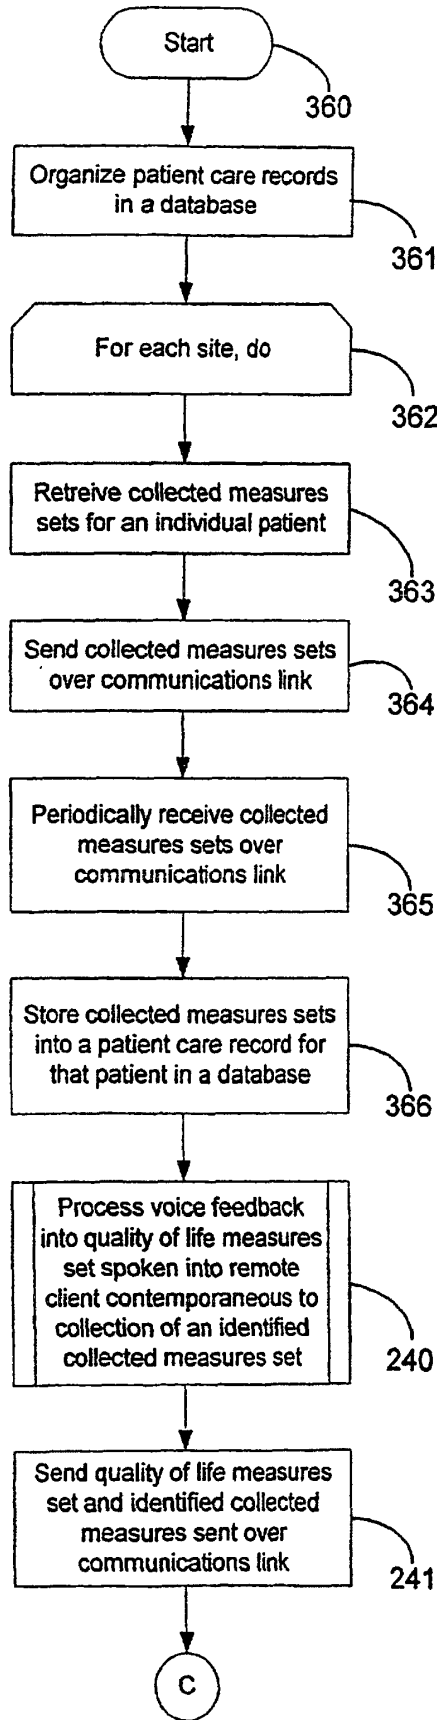 Start
360
Organize patient care records
in a database
361
For each site, do
362
Retreive collected measures
sets for an individual patient
363
Send collected measures sets
over communications link
364
Periodically receive collected
measures sets over
communications link
365
Store collected measures sets
into a patient care record for
that patient in a database
366
Process voice feedback
into quality of life measures
set spoken into remote
client contemporaneous to
collection of an identified
collected measures set
240
Send quality of life measures
set and identified collected
measures sent over
communications link
241
C